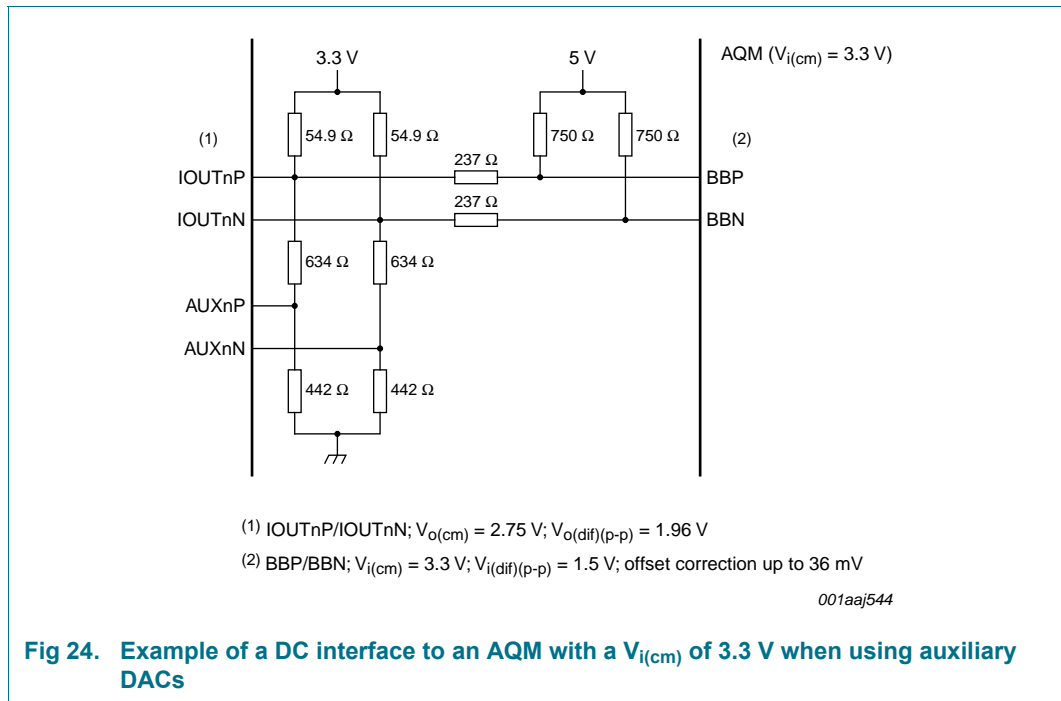 3.3 V
5 V
AQM (Vi(cm) = 3.3 V)
54.9 Ω
54.9 Ω
750 Ω
750 Ω
(1)
(2)
237 Ω
IOUTnP
BBP
237 Ω
IOUTnN
BBN
634 Ω
634 Ω
AUXnP
AUXnN
442 Ω
442 Ω
(1) IOUTnP/IOUTnN; Vo(cm) = 2.75 V; Vo(dif)(p-p) = 1.96 V
(2) BBP/BBN; Vi(cm) = 3.3 V; Vi(dif)(p-p) = 1.5 V; offset correction up to 36 mV
001aaj544
Fig 24. Example of a DC interface to an AQM with a Vi(cm) of 3.3 V when using auxiliary
DACs